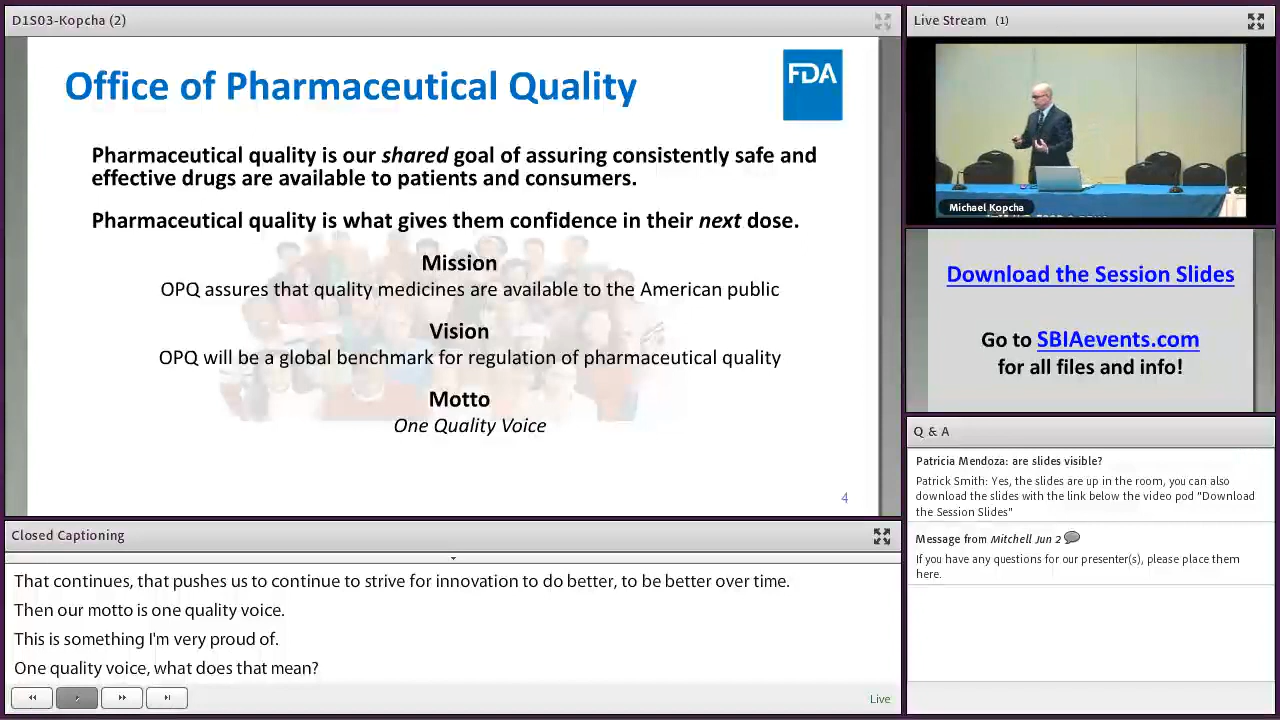 D1S03-Kopcha (2)
Office of Pharmaceutical Quality
FDA
Pharmaceutical quality is our shared goal of assuring consistently safe and
effective drugs are available to patients and consumers.
Pharmaceutical quality is what gives them confidence in their next dose.
Mission
OPQ assures that quality medicines are available to the American public
Vision
OPQ will be a global benchmark for regulation of pharmaceutical quality
Motto
One Quality Voice
4
Closed Captioning
That continues, that pushes us to continue to strive for innovation to do better, to be better over time.
Then our motto is one quality voice.
This is something I'm very proud of.
One quality voice, what does that mean?
Live
Live Stream (1)
Michael Kopcha
Download the Session Slides
Go to SBIAevents.com
for all files and info!
Q & A
Patricia Mendoza: are slides visible?
Patrick Smith: Yes, the slides are up in the room, you can also
download the slides with the link below the video pod "Download
the Session Slides"
Message from Mitchell Jun 2
If you have any questions for our presenter(s), please place them
here.